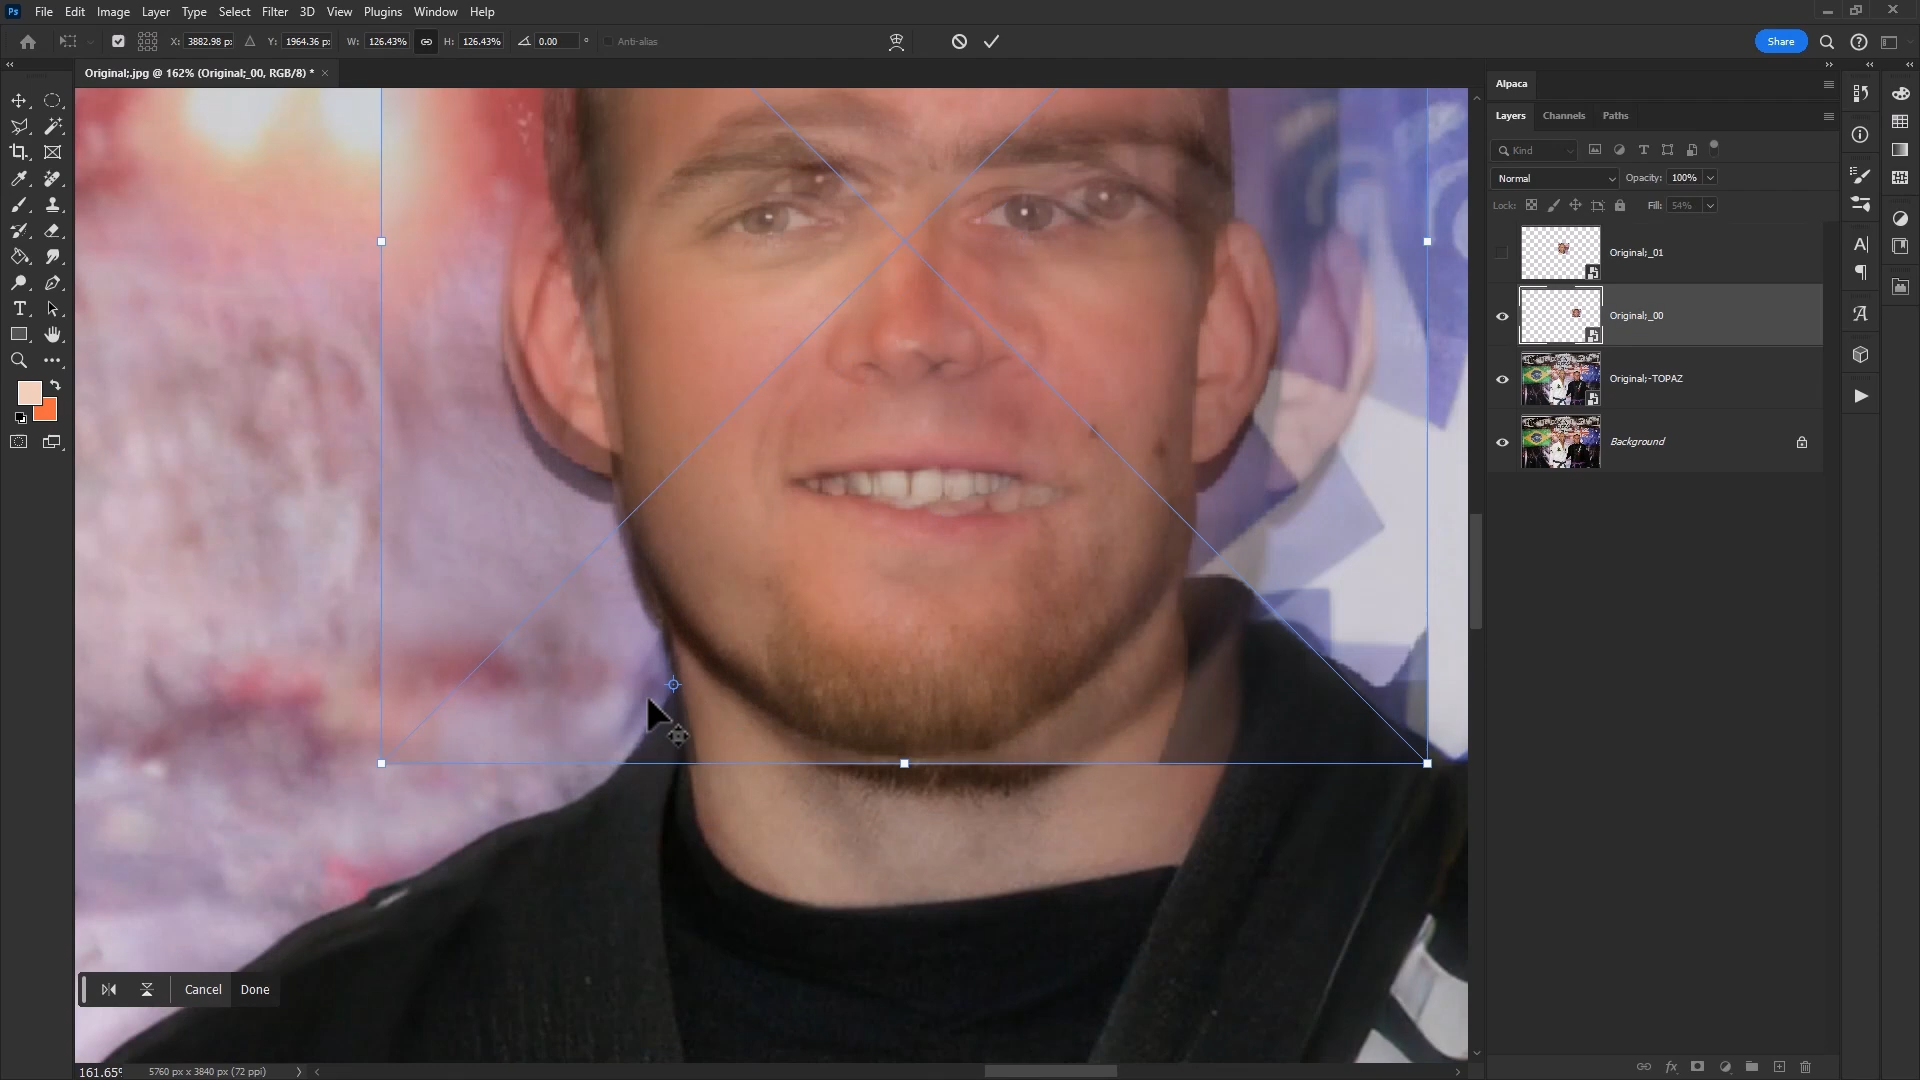 Ps File Edit Image Layer Type Select Filter 3D View Plugins Window Help
X: 3882.98 p: Y: 1964.36 p: W: 126.43% H: 126.43% 0.00 ° Anti-alias Share
Original;.jpg @ 162% (Original;_00, RGB/8) * ×
Alpaca
Layers Channels Paths
Kind
Normal Opacity: 100%
Lock: Fill: 54%
Original;_01
Original;_00
Original;-TOPAZ
Background
Cancel Done
161.65% 5760 px x 3840 px (72 ppi)